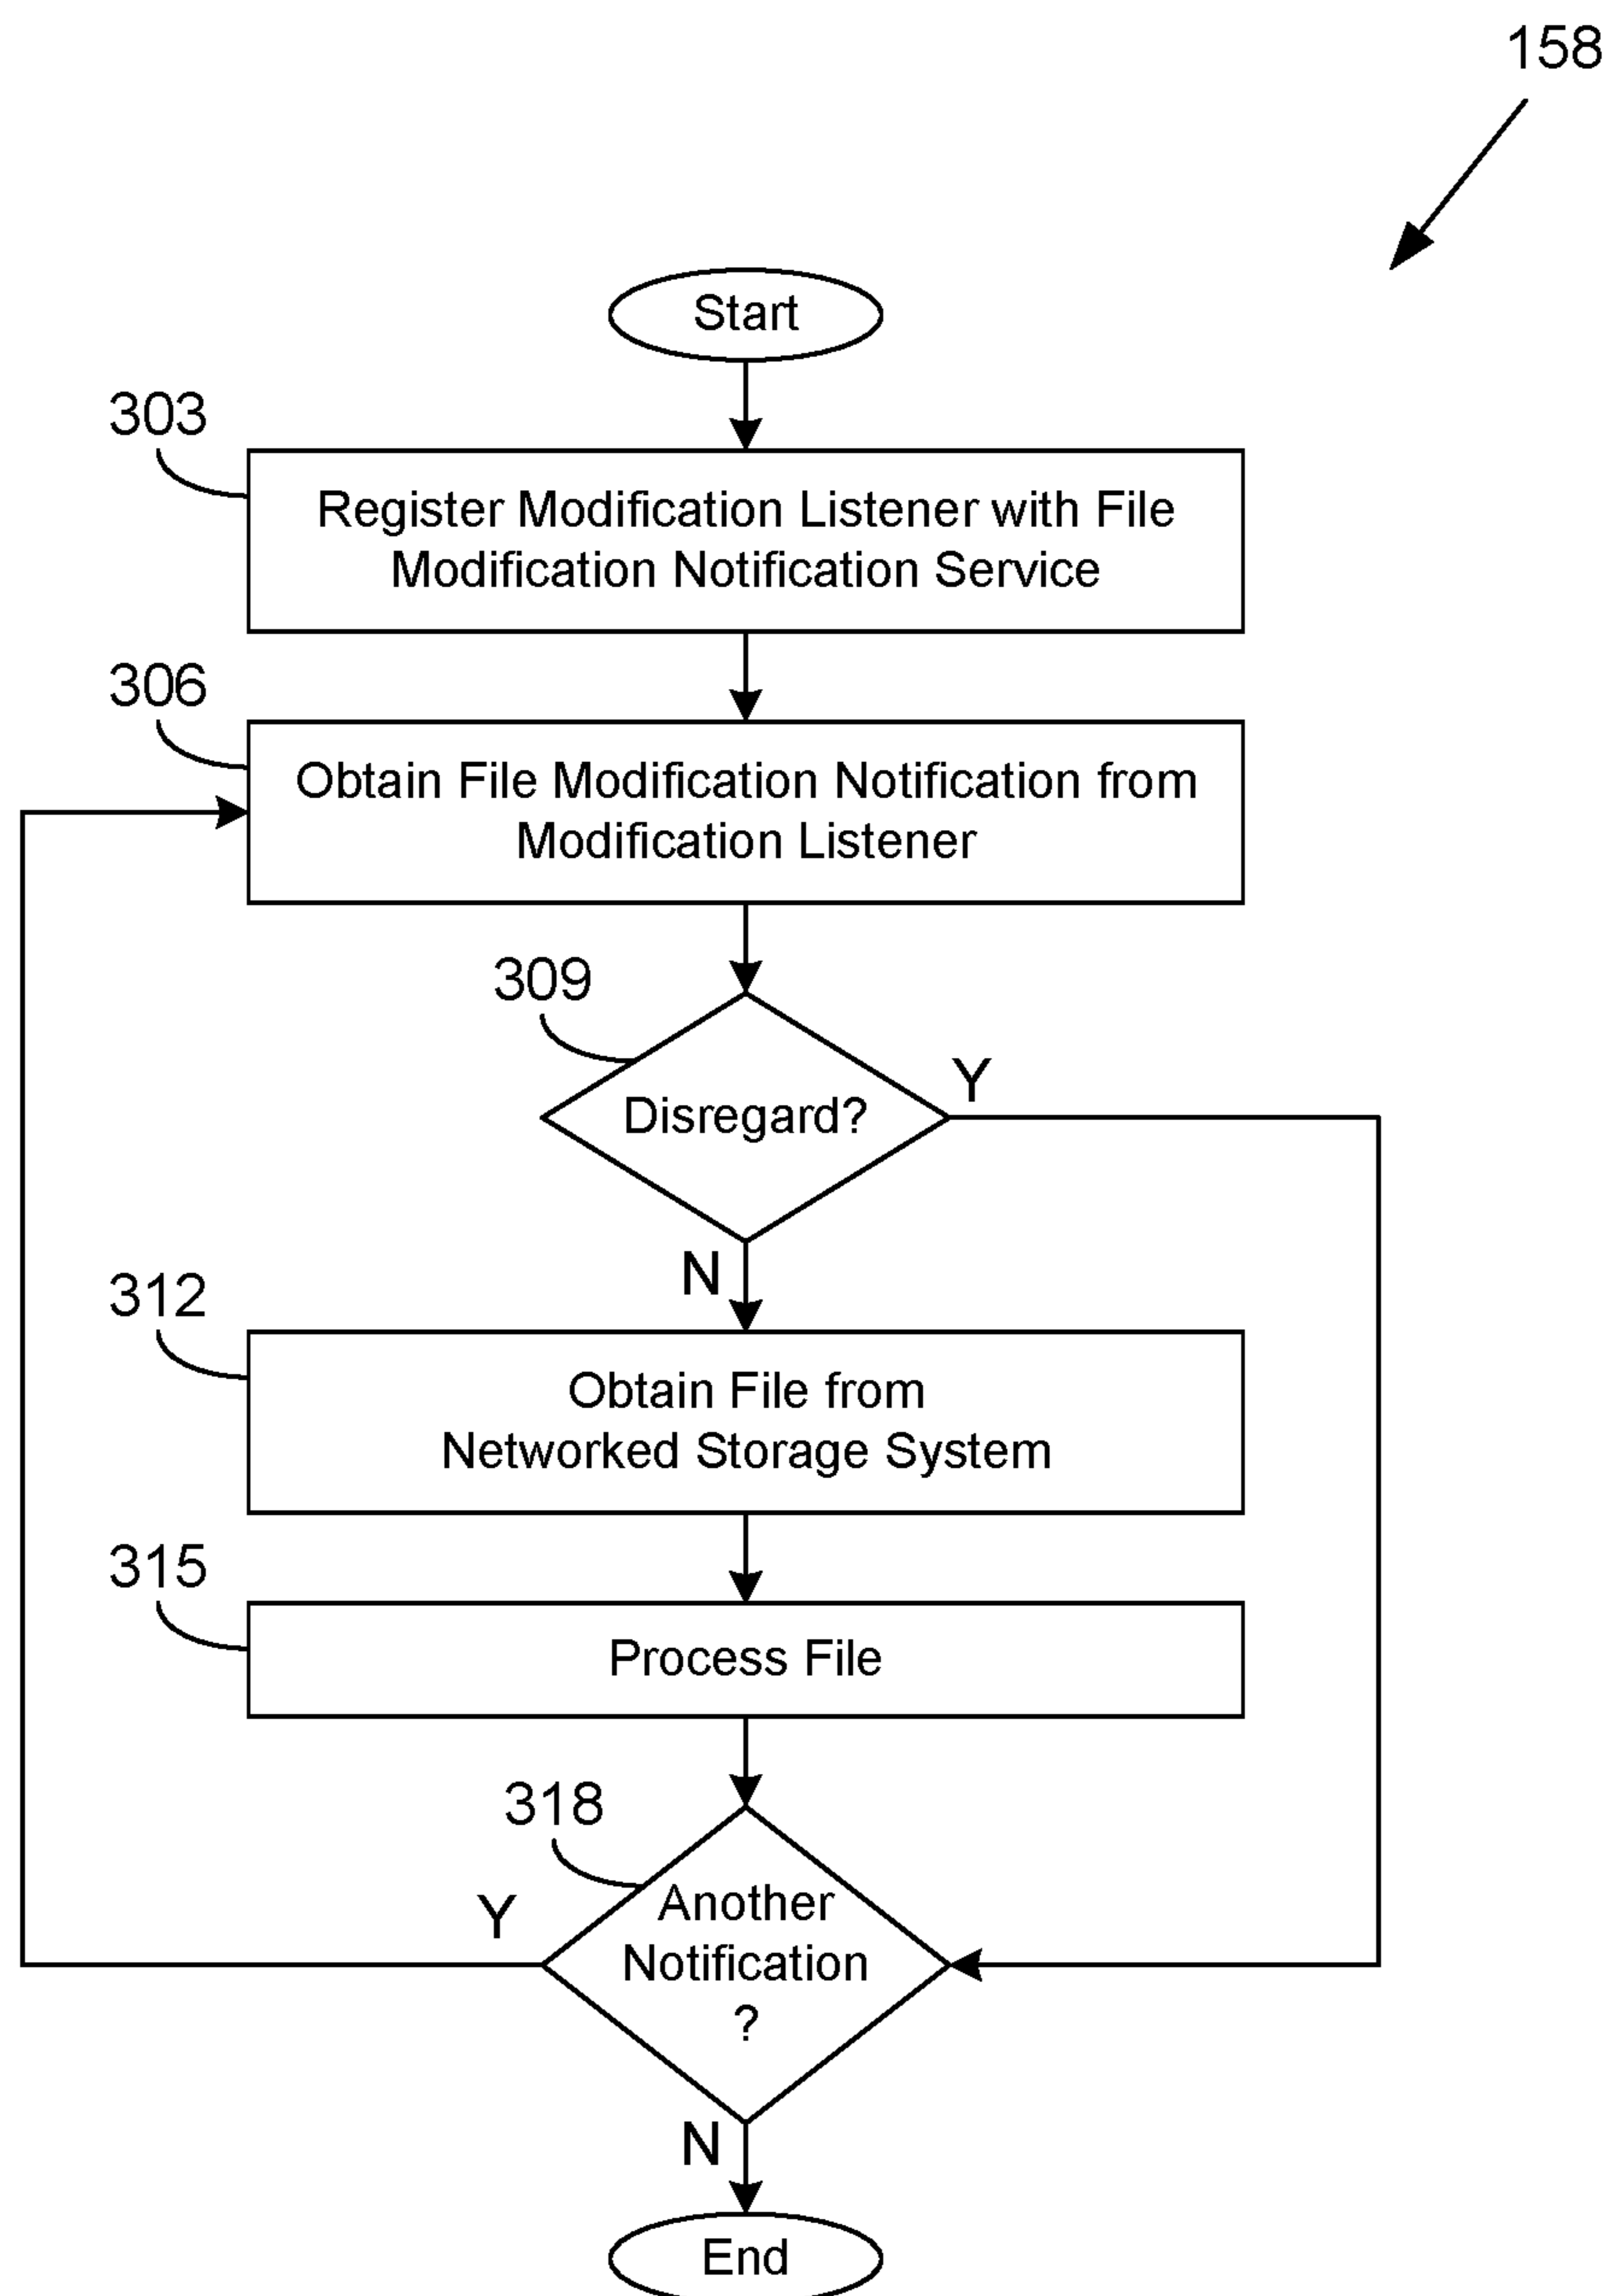 158
Start
303
Register Modification Listener with File
Modification Notification Service
306
Obtain File Modification Notification from
Modification Listener
309
Disregard?
Y
N
312
Obtain File from
Networked Storage System
315
Process File
318
Another
Notification
?
Y
N
End